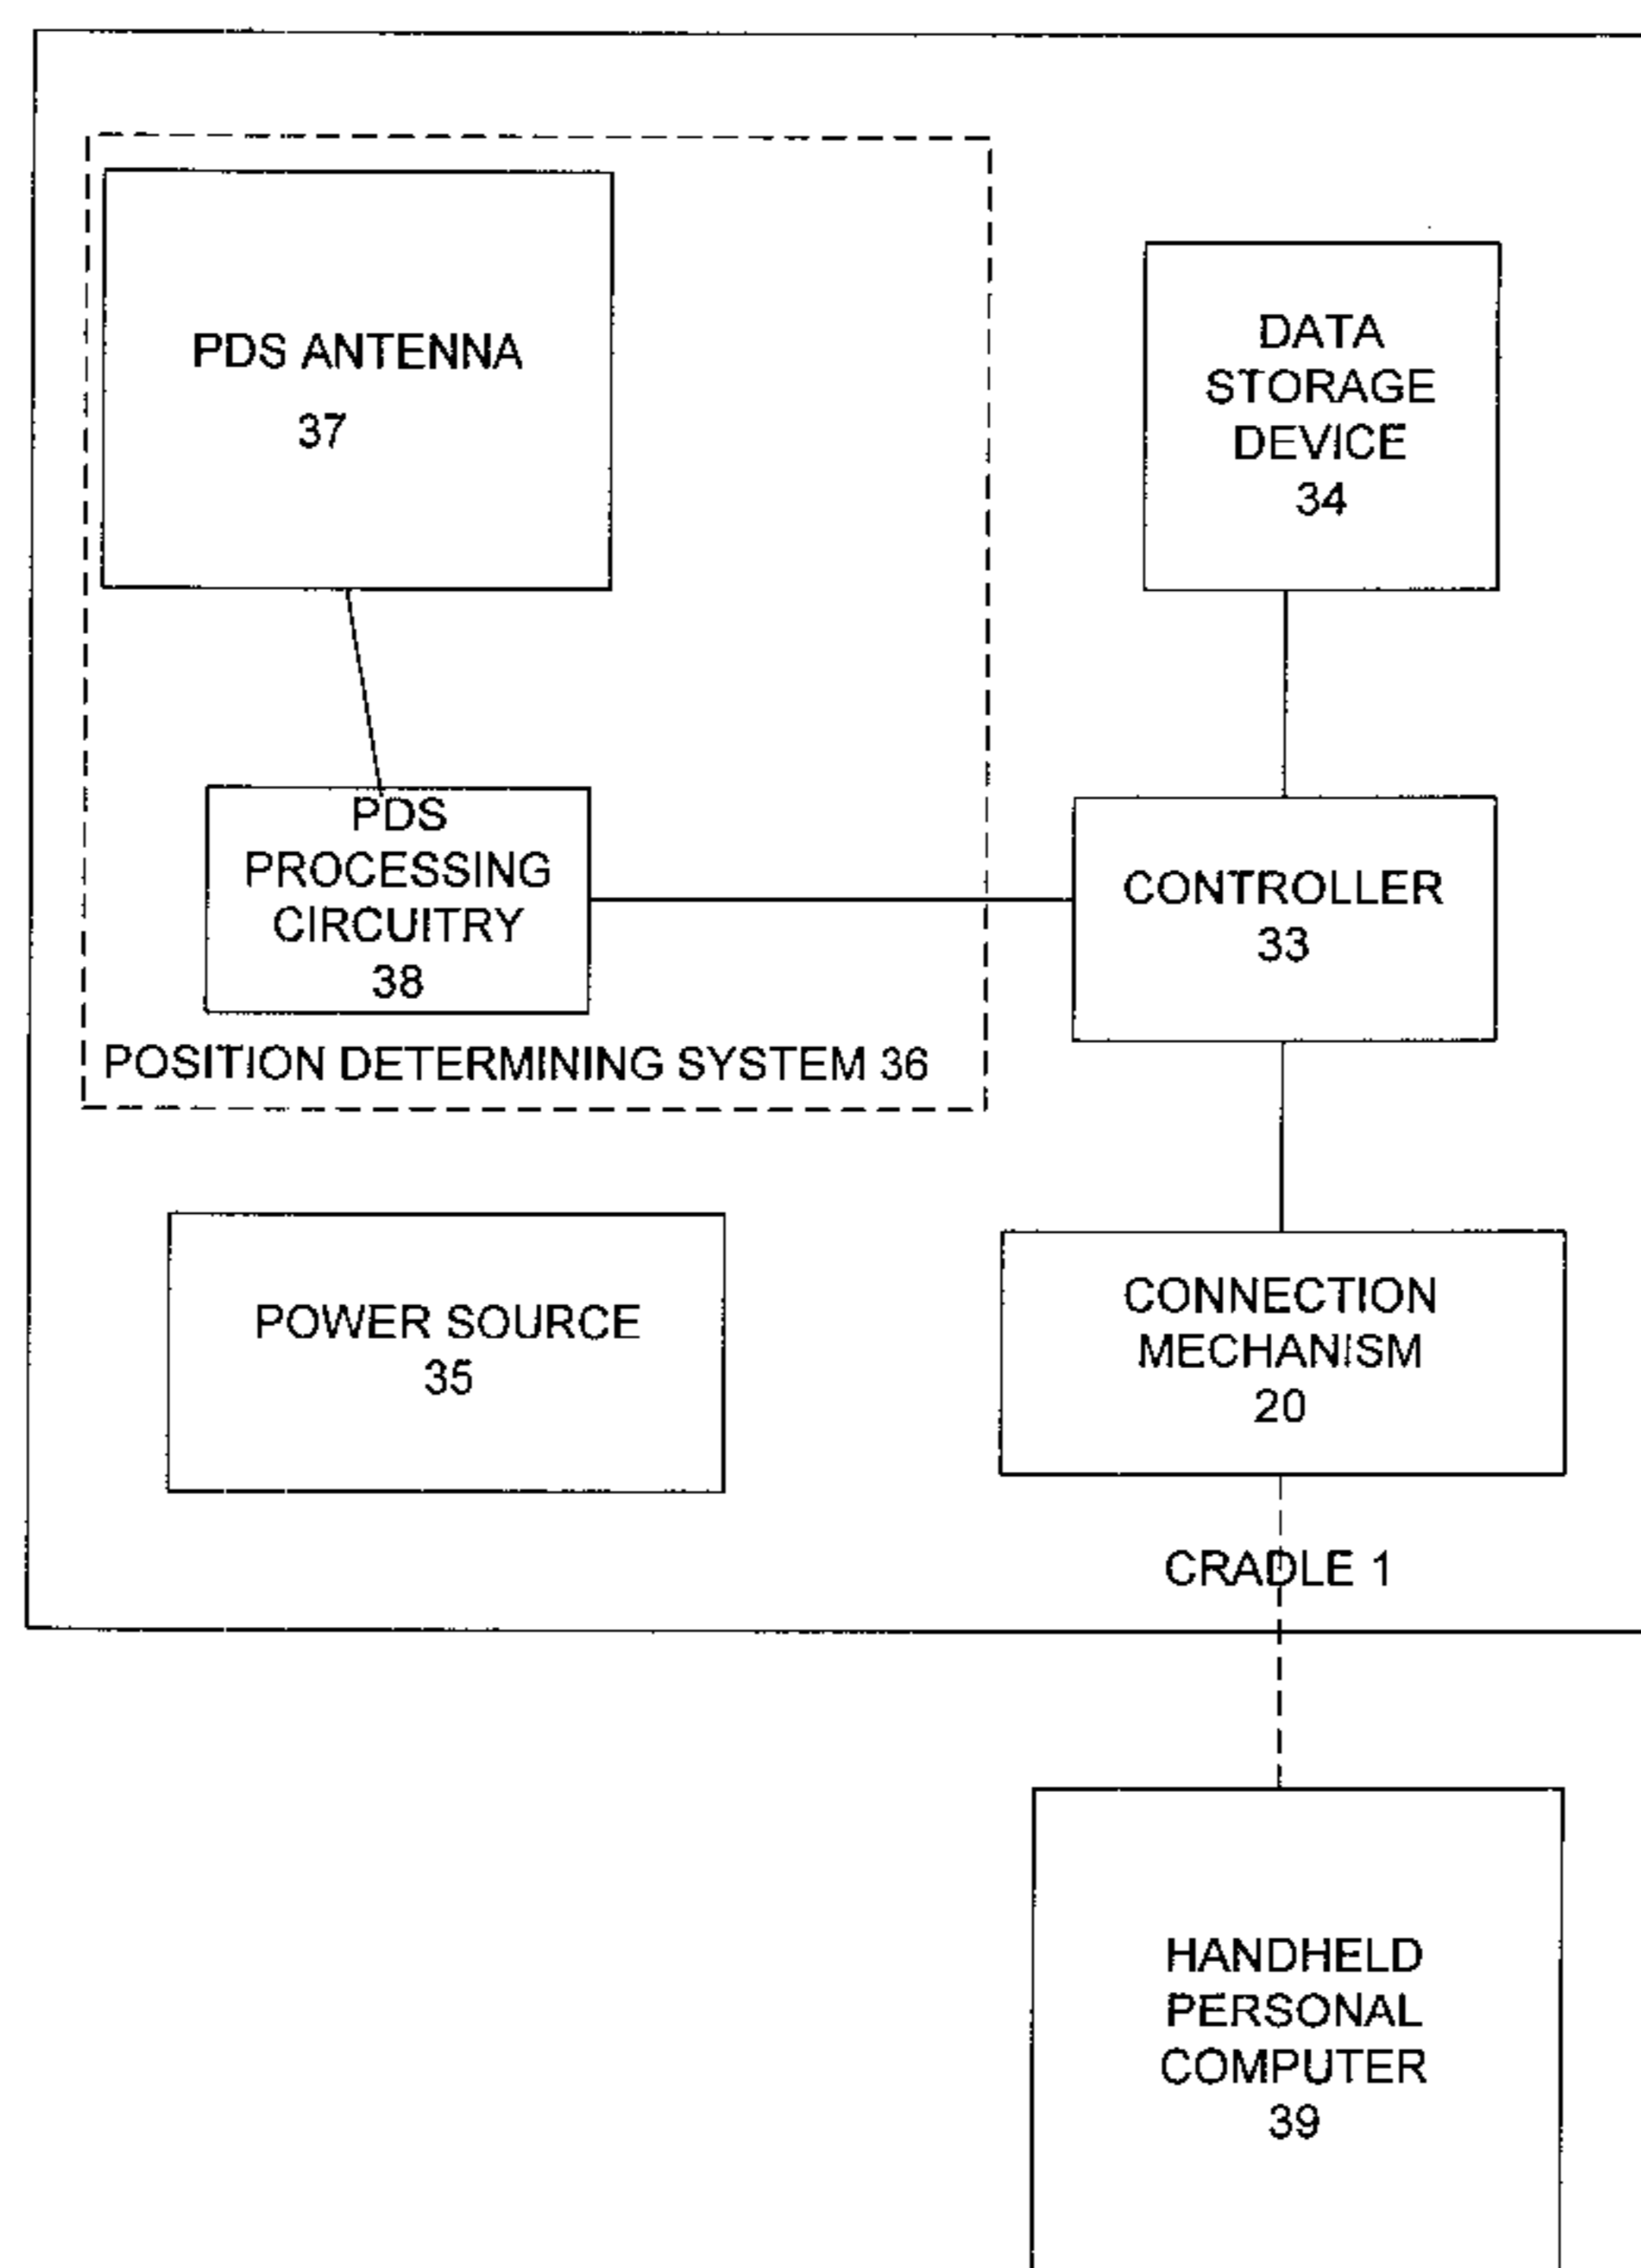 PDS ANTENNA
37
DATA
STORAGE
DEVICE
34
PDS
PROCESSING
CIRCUITRY
38
CONTROLLER
33
POSITION DETERMINING SYSTEM 36
POWER SOURCE
35
CONNECTION
MECHANISM
20
CRADLE 1
HANDHELD
PERSONAL
COMPUTER
39